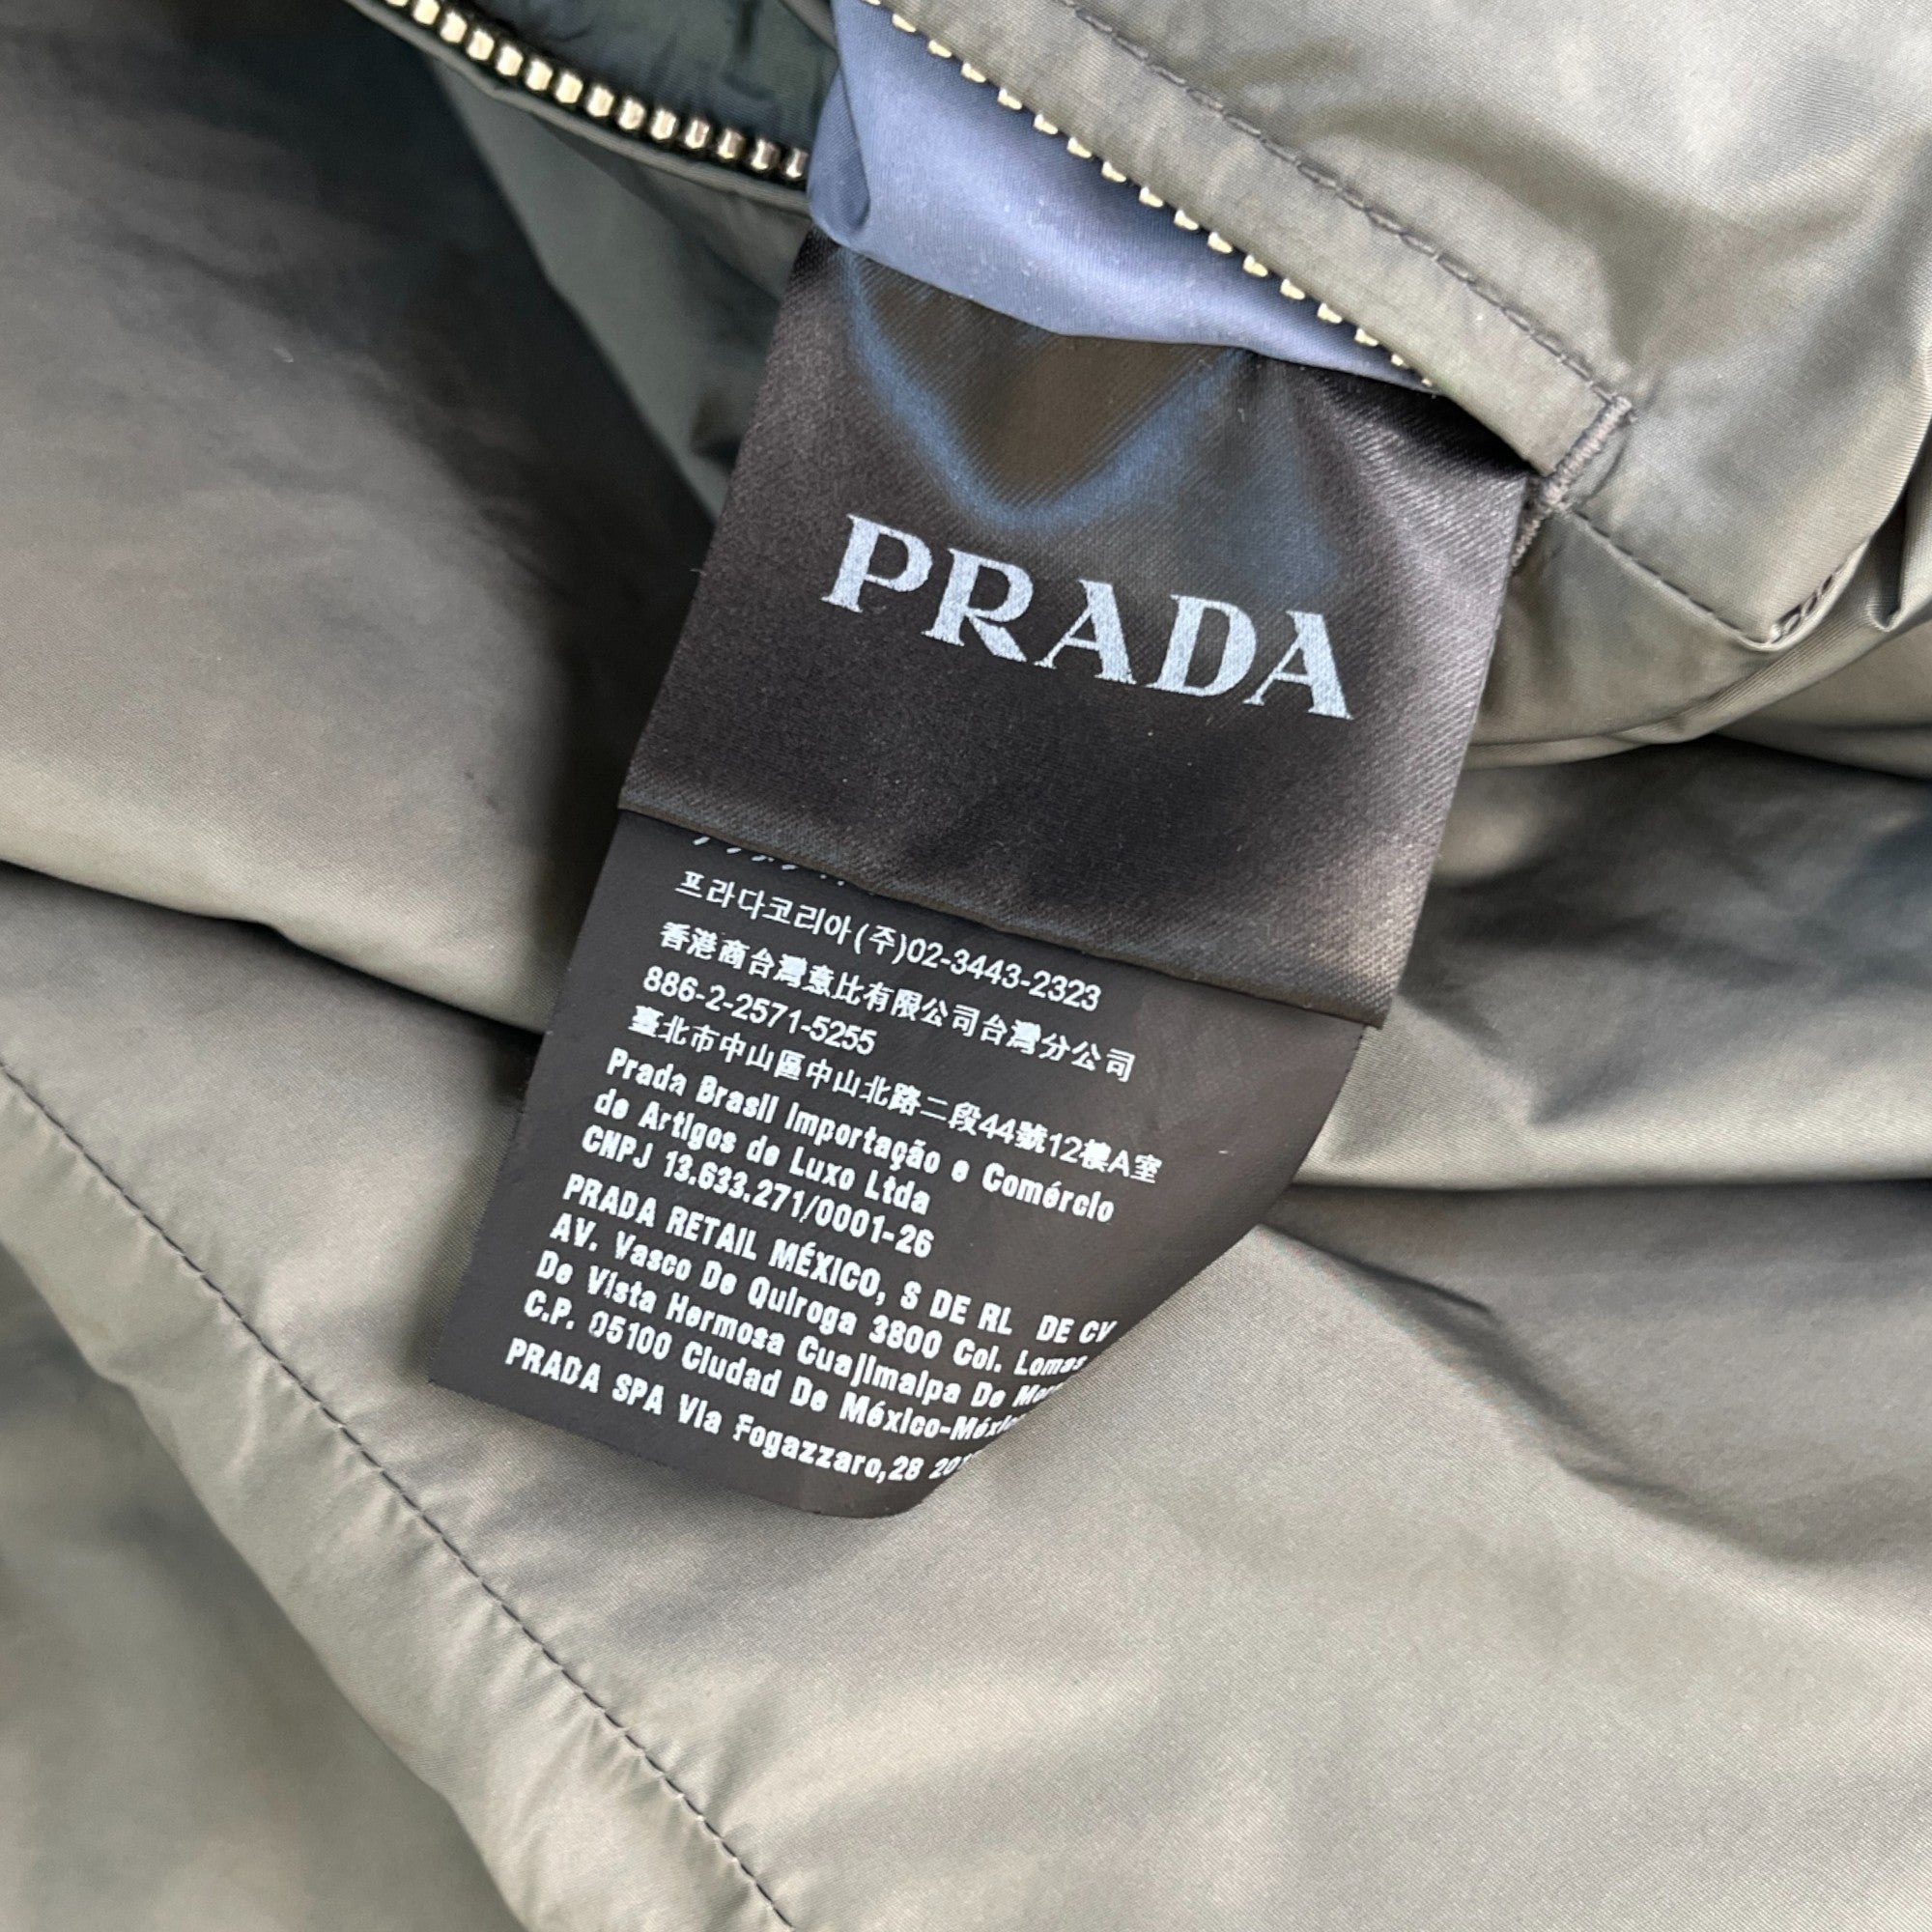 PRADA
프라다코리아(주)02-3443-2323
香港商台灣意比有限公司台灣分公司
886-2-2571-5255
臺北市中山區中山北路二段44號12樓A室
Prada Brasil Importação e Comércio
de Artigos de Luxo Ltda
CNPJ 13.633.271/0001-26
PRADA RETAIL MÉXICO, S DE RL DE CV
AV. Vasco De Quiroga 3800 Col. Lomas
De Vista Hermosa Cuajimalpa De
C.P. 05100 Ciudad De México-
PRADA SPA Via Fogazzaro,28